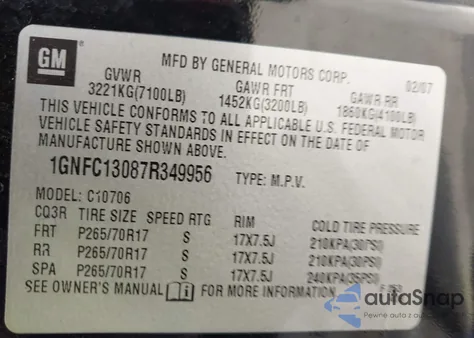 GM
MFD BY GENERAL MOTORS CORP. 02/07
GVWR GAWR FRT GAWR RR
3221KG(7100LB) 1452KG(3200LB) 1860KG(4100LB)
THIS VEHICLE CONFORMS TO ALL APPLICABLE U.S. FEDERAL MOTOR
VEHICLE SAFETY STANDARDS IN EFFECT ON THE DATE OF
MANUFACTURE SHOWN ABOVE.
1GNFC13087R349956 TYPE: M.P.V.
MODEL: C10706
CQ3R TIRE SIZE SPEED RTG RIM COLD TIRE PRESSURE
FRT P265/70R17 S 17X7.5J 210KPA(30PSI)
RR P265/70R17 S 17X7.5J 210KPA(30PSI)
SPA P265/70R17 S 17X7.5J 240KPA(35PSI)
SEE OWNER'S MANUAL FOR MORE INFORMATION.
autoSnap
Pewne auta z